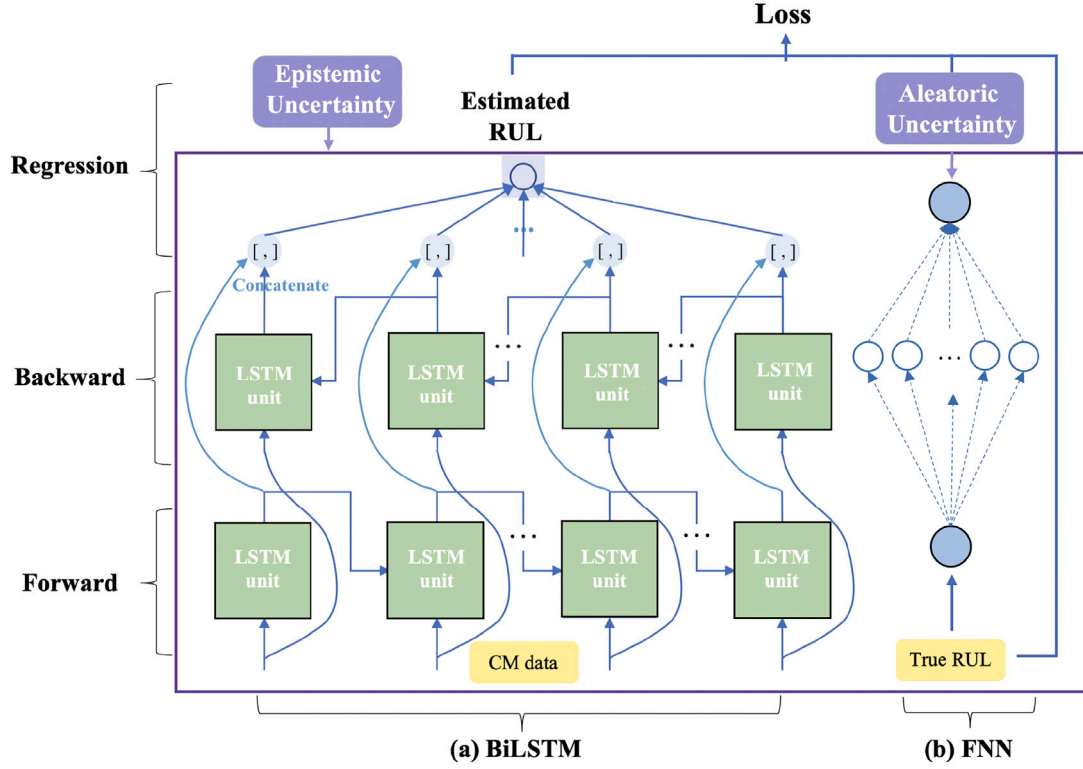 Loss
Epistemic
Uncertainty
Estimated
RUL
Aleatoric
Uncertainty
Regression
[ , ]
[ , ]
...
[ , ]
[ , ]
Concatenate
Backward
LSTM
unit
LSTM
unit
...
LSTM
unit
...
LSTM
unit
...
Forward
LSTM
unit
LSTM
unit
...
LSTM
unit
...
LSTM
unit
CM data
True RUL
(a) BiLSTM
(b) FNN